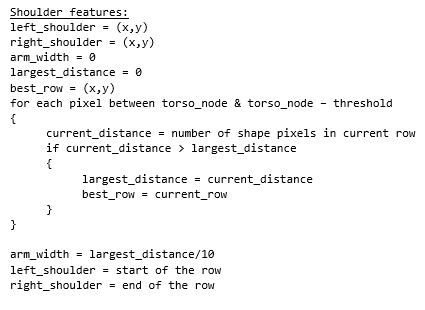 Shoulder features:
left_shoulder = (x,y)
right_shoulder = (x,y)
arm_width = 0
largest_distance = 0
best_row = (x,y)
for each pixel between torso_node & torso_node – threshold
{
current_distance = number of shape pixels in current row
if current_distance > largest_distance
{
largest_distance = current_distance
best_row = current_row
}
}
arm_width = largest_distance/10
left_shoulder = start of the row
right_shoulder = end of the row